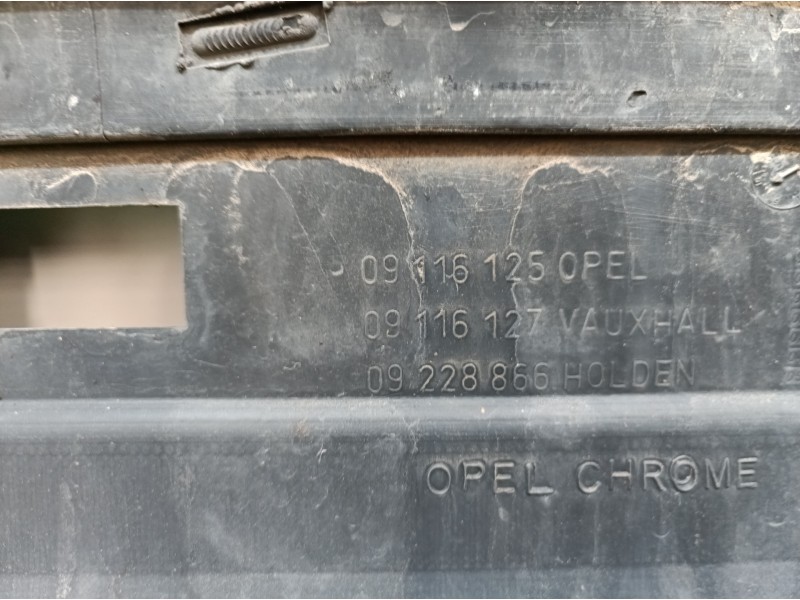 09 116 125 OPEL
09 116 127 VAUXHALL
09 228 866 HOLDEN
OPEL CHROME